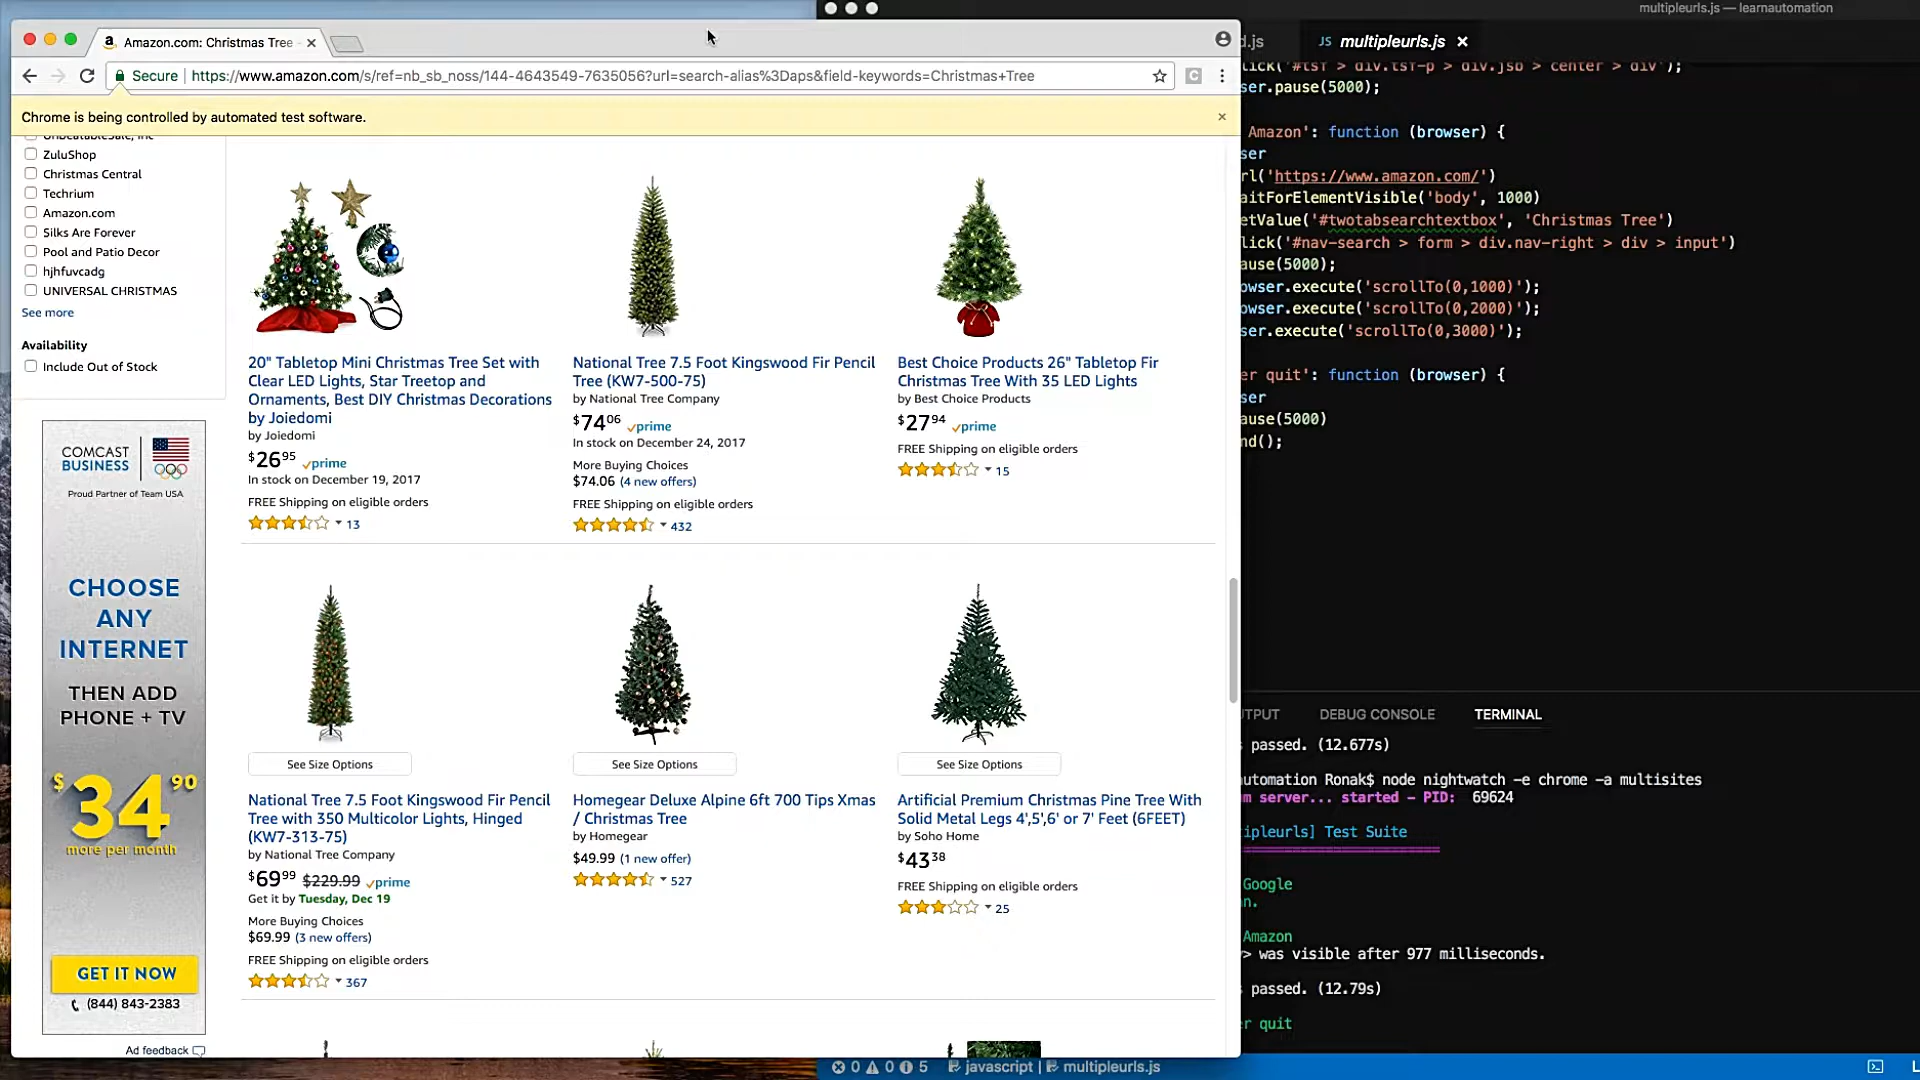 multipleurls.js — learnautomation
Amazon.com: Christmas Tree
Secure
https://www.amazon.com/s/ref=nb_sb_noss/144-4643549-7635056?url=search-alias%3Daps&field-keywords=Christmas+Tree
Chrome is being controlled by automated test software.
ZuluShop
Christmas Central
Techrium
Amazon.com
Silks Are Forever
Pool and Patio Decor
hjhfuvcadg
UNIVERSAL CHRISTMAS
See more
Availability
Include Out of Stock
COMCAST
BUSINESS
Proud Partner of Team USA
CHOOSE
ANY
INTERNET
THEN ADD
PHONE + TV
$34.90
more per month
GET IT NOW
(844) 843-2383
Ad feedback
20" Tabletop Mini Christmas Tree Set with
Clear LED Lights, Star Treetop and
Ornaments, Best DIY Christmas Decorations
by Joiedomi
by Joiedomi
$26.95 prime
In stock on December 19, 2017
FREE Shipping on eligible orders
13
National Tree 7.5 Foot Kingswood Fir Pencil
Tree (KW7-500-75)
by National Tree Company
$74.06 prime
In stock on December 24, 2017
More Buying Choices
$74.06 (4 new offers)
FREE Shipping on eligible orders
432
Best Choice Products 26" Tabletop Fir
Christmas Tree With 35 LED Lights
by Best Choice Products
$27.94 prime
FREE Shipping on eligible orders
15
See Size Options
National Tree 7.5 Foot Kingswood Fir Pencil
Tree with 350 Multicolor Lights, Hinged
(KW7-313-75)
by National Tree Company
$69.99 $229.99 prime
Get it by Tuesday, Dec 19
More Buying Choices
$69.99 (3 new offers)
FREE Shipping on eligible orders
367
See Size Options
Homegear Deluxe Alpine 6ft 700 Tips Xmas
/ Christmas Tree
by Homegear
$49.99 (1 new offer)
527
See Size Options
Artificial Premium Christmas Pine Tree With
Solid Metal Legs 4',5',6' or 7' Feet (6FEET)
by Soho Home
$43.38
FREE Shipping on eligible orders
25
d.js
JS multipleurls.js
lick('#tsf > div.tsf-p > div.jsb > center > div');
ser.pause(5000);
Amazon': function (browser) {
ser
rl('https://www.amazon.com/')
aitForElementVisible('body', 1000)
etValue('#twotabsearchtextbox', 'Christmas Tree')
lick('#nav-search > form > div.nav-right > div > input')
ause(5000);
owser.execute('scrollTo(0,1000)');
owser.execute('scrollTo(0,2000)');
ser.execute('scrollTo(0,3000)');
er quit': function (browser) {
ser
ause(5000)
nd();
UTPUT DEBUG CONSOLE TERMINAL
s passed. (12.677s)
automation Ronak$ node nightwatch -e chrome -a multisites
m server... started - PID: 69624
tipleurls] Test Suite
Google
n.
Amazon
> was visible after 977 milliseconds.
s passed. (12.79s)
er quit
0 0 5 javascript | multipleurls.js